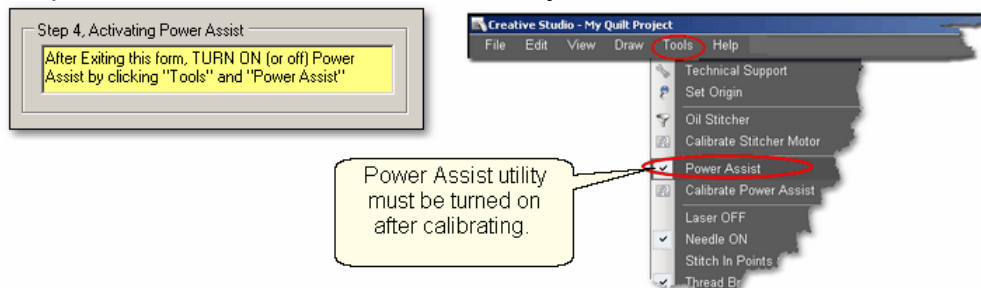 Step 4, Activating Power Assist
After Exiting this form, TURN ON (or off) Power
Assist by clicking "Tools" and "Power Assist"
Creative Studio - My Quilt Project
File Edit View Draw Tools Help
Technical Support
Set Origin
Oil Stitcher
Calibrate Stitcher Motor
Power Assist
Calibrate Power Assist
Laser OFF
Needle ON
Stitch In Points
Thread
Power Assist utility
must be turned on
after calibrating.